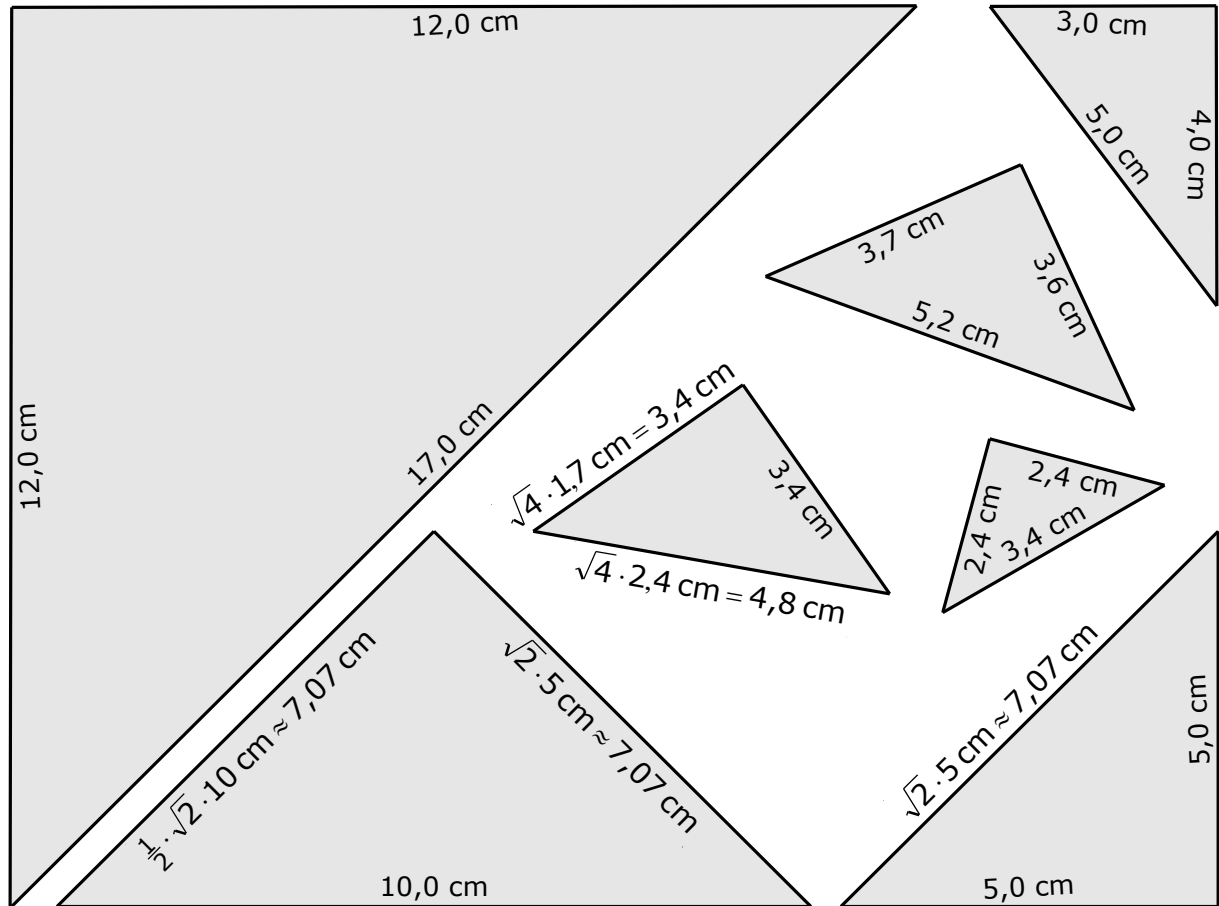 12,0 cm
12,0 cm
17,0 cm
3,0 cm
5,0 cm
4,0 cm
3,7 cm
3,6 cm
5,2 cm
√4 · 1,7 cm = 3,4 cm
3,4 cm
√4 · 2,4 cm = 4,8 cm
2,4 cm
2,4 cm
3,4 cm
½ · √2 · 10 cm ≈ 7,07 cm
√2 · 5 cm ≈ 7,07 cm
10,0 cm
√2 · 5 cm ≈ 7,07 cm
5,0 cm
5,0 cm